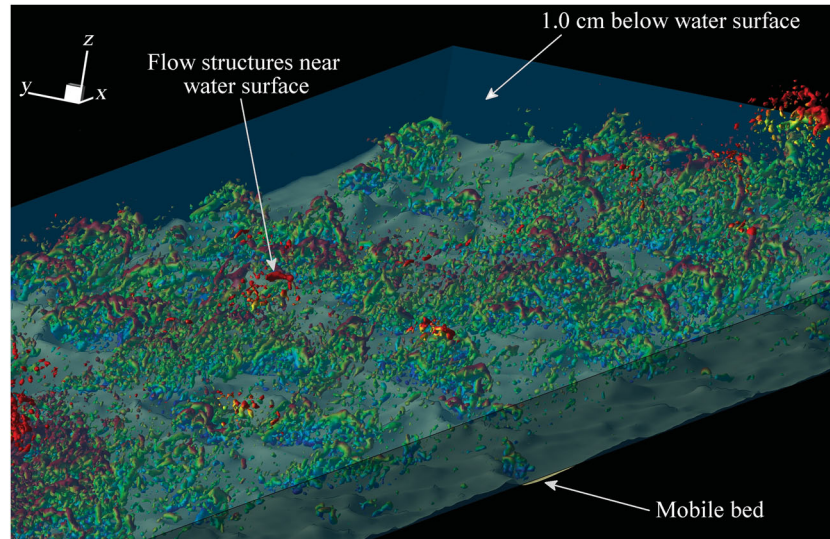 1.0 cm below water surface
z
Flow structures near
water surface
y
x
Mobile bed